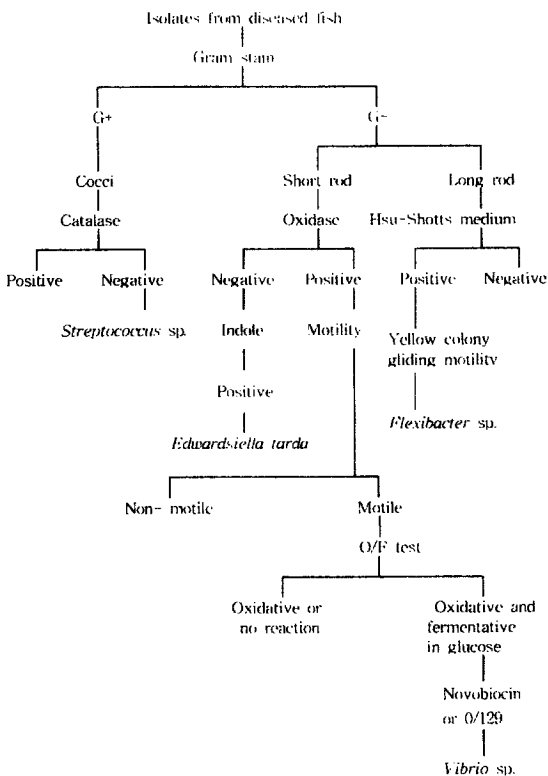 Isolates from diseased fish
Gram stain
G+ G-
Cocci Short rod Long rod
Catalase Oxidase Hsu-Shotts medium
Positive Negative Negative Positive Positive Negative
Streptococcus sp. Indole Motility Yellow colony
gliding motility
Positive
Flexibacter sp.
Edwardsiella tarda
Non- motile Motile
O/F test
Oxidative or Oxidative and
no reaction fermentative
in glucose
Novobiocin
or 0/129
Vibrio sp.